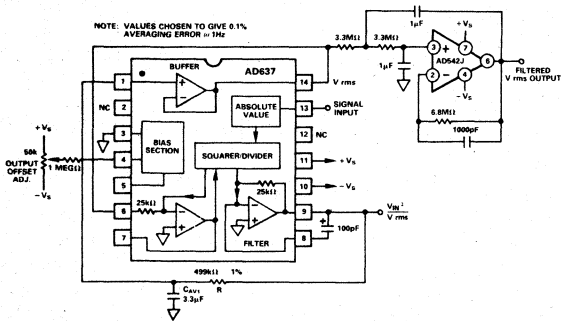 NOTE: VALUES CHOSEN TO GIVE 0.1%
AVERAGING ERROR @ 1Hz
1µF
3.3MΩ
3.3MΩ
+VS
3
+
7
AD542J
6
2
−
4
−VS
1µF
FILTERED
V rms OUTPUT
6.8MΩ
1000pF
BUFFER
AD637
1
14
V rms
NC
2
ABSOLUTE
VALUE
13
SIGNAL
INPUT
3
12
NC
BIAS
SECTION
SQUARER/DIVIDER
+VS
50k
OUTPUT
OFFSET
ADJ.
−VS
1 MEGΩ
4
11
+VS
5
10
−VS
25kΩ
25kΩ
6
9
VIN²
V rms
+
100pF
7
FILTER
8
499kΩ 1%
R
CAV1
3.3µF